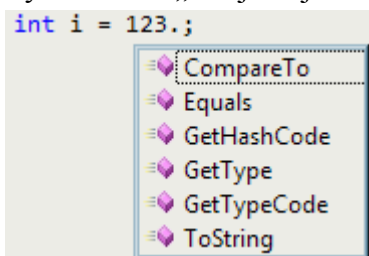 int i = 123.;
CompareTo
Equals
GetHashCode
GetType
GetTypeCode
ToString